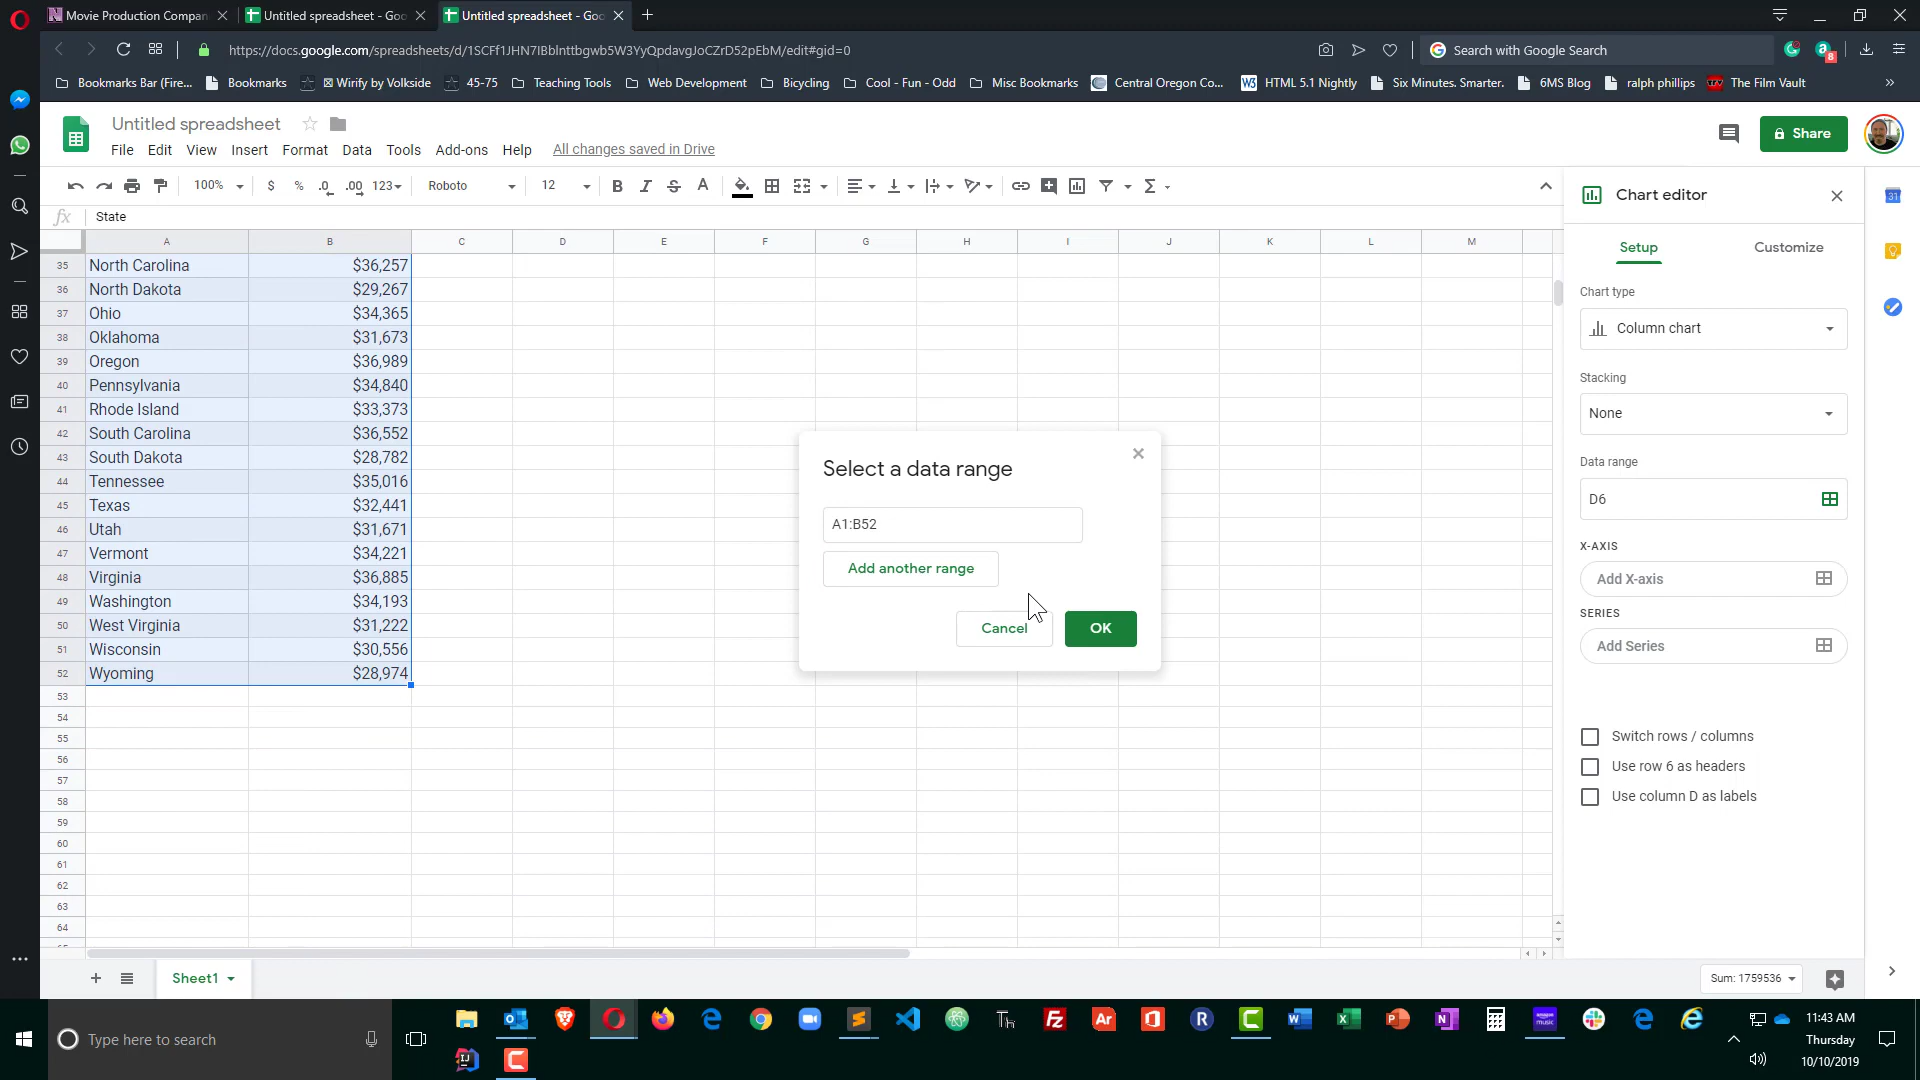 Movie Production Compan
Untitled spreadsheet - Goo
Untitled spreadsheet - Goo
https://docs.google.com/spreadsheets/d/1SCFf1JHN7IBblnttbgwb5W3YyQpdavgJoCZrD52pEbM/edit#gid=0
Search with Google Search
8
Bookmarks Bar (Fire...
Bookmarks
Wirify by Volkside
45-75
Teaching Tools
Web Development
Bicycling
Cool - Fun - Odd
Misc Bookmarks
Central Oregon Co...
W3
HTML 5.1 Nightly
Six Minutes. Smarter.
6MS Blog
ralph phillips
The Film Vault
»
Untitled spreadsheet
Share
File Edit View Insert Format Data Tools Add-ons Help All changes saved in Drive
100% $ % .0 .00 123 Roboto 12 B I S A Σ
fx State
A B C D E F G H I J K L M
35 North Carolina $36,257
36 North Dakota $29,267
37 Ohio $34,365
38 Oklahoma $31,673
39 Oregon $36,989
40 Pennsylvania $34,840
41 Rhode Island $33,373
42 South Carolina $36,552
43 South Dakota $28,782
44 Tennessee $35,016
45 Texas $32,441
46 Utah $31,671
47 Vermont $34,221
48 Virginia $36,885
49 Washington $34,193
50 West Virginia $31,222
51 Wisconsin $30,556
52 Wyoming $28,974
53
54
55
56
57
58
59
60
61
62
63
64
Select a data range
A1:B52
Add another range
Cancel
OK
Chart editor
Setup
Customize
Chart type
Column chart
Stacking
None
Data range
D6
X-AXIS
Add X-axis
SERIES
Add Series
Switch rows / columns
Use row 6 as headers
Use column D as labels
31
Sheet1
Sum: 1759536
Type here to search
11:43 AM
Thursday
10/10/2019